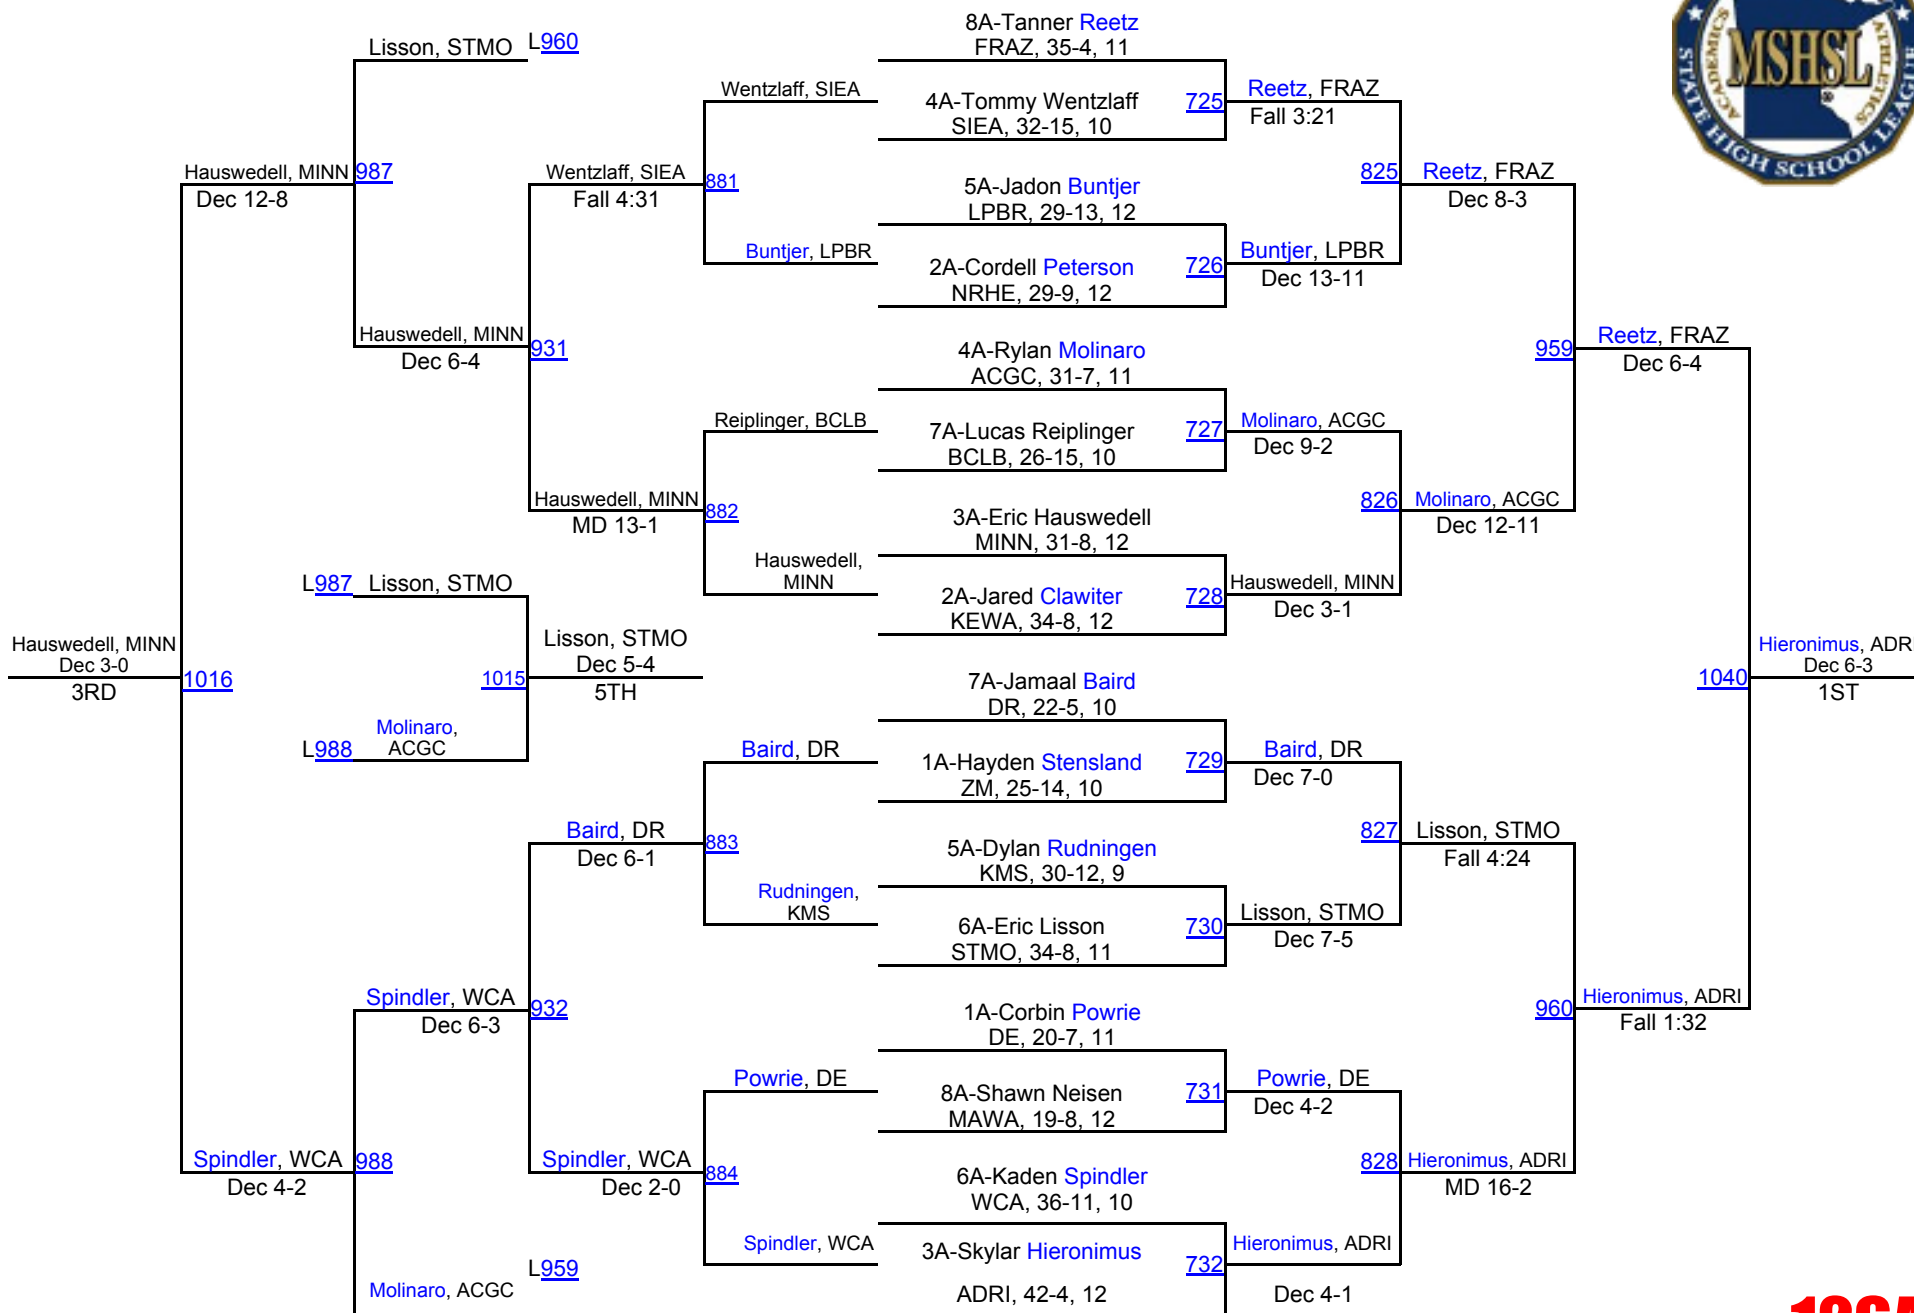 8A-Tanner Reetz
FRAZ, 35-4, 11
4A-Tommy Wentzlaff
SIEA, 32-15, 10
5A-Jadon Buntjer
LPBR, 29-13, 12
2A-Cordell Peterson
NRHE, 29-9, 12
4A-Rylan Molinaro
ACGC, 31-7, 11
7A-Lucas Reiplinger
BCLB, 26-15, 10
3A-Eric Hauswedell
MINN, 31-8, 12
2A-Jared Clawiter
KEWA, 34-8, 12
7A-Jamaal Baird
DR, 22-5, 10
1A-Hayden Stensland
ZM, 25-14, 10
5A-Dylan Rudningen
KMS, 30-12, 9
6A-Eric Lisson
STMO, 34-8, 11
1A-Corbin Powrie
DE, 20-7, 11
8A-Shawn Neisen
MAWA, 19-8, 12
6A-Kaden Spindler
WCA, 36-11, 10
3A-Skylar Hieronimus
ADRI, 42-4, 12
725
Reetz, FRAZ
Fall 3:21
726
Buntjer, LPBR
Dec 13-11
727
Molinaro, ACGC
Dec 9-2
728
Hauswedell, MINN
Dec 3-1
729
Baird, DR
Dec 7-0
730
Lisson, STMO
Dec 7-5
731
Powrie, DE
Dec 4-2
732
Hieronimus, ADRI
Dec 4-1
825
Reetz, FRAZ
Dec 8-3
826
Molinaro, ACGC
Dec 12-11
827
Lisson, STMO
Fall 4:24
828
Hieronimus, ADRI
MD 16-2
959
Reetz, FRAZ
Dec 6-4
960
Hieronimus, ADRI
Fall 1:32
1040
Hieronimus, ADRI
Dec 6-3
1ST
Wentzlaff, SIEA
881
Buntjer, LPBR
Reiplinger, BCLB
882
Hauswedell,
MINN
Baird, DR
883
Rudningen,
KMS
Powrie, DE
884
Spindler, WCA
Wentzlaff, SIEA
Fall 4:31
931
Hauswedell, MINN
MD 13-1
Baird, DR
Dec 6-1
932
Spindler, WCA
Dec 2-0
Lisson, STMO L960
987
Hauswedell, MINN
Dec 6-4
Spindler, WCA
Dec 6-3
988
Molinaro, ACGC
L959
Hauswedell, MINN
Dec 12-8
1016
Spindler, WCA
Dec 4-2
Hauswedell, MINN
Dec 3-0
3RD
L987 Lisson, STMO
1015
L988
Molinaro,
ACGC
Lisson, STMO
Dec 5-4
5TH
MSHSL
ACADEMICS
ATHLETICS
STATE HIGH SCHOOL LEAGUE
®